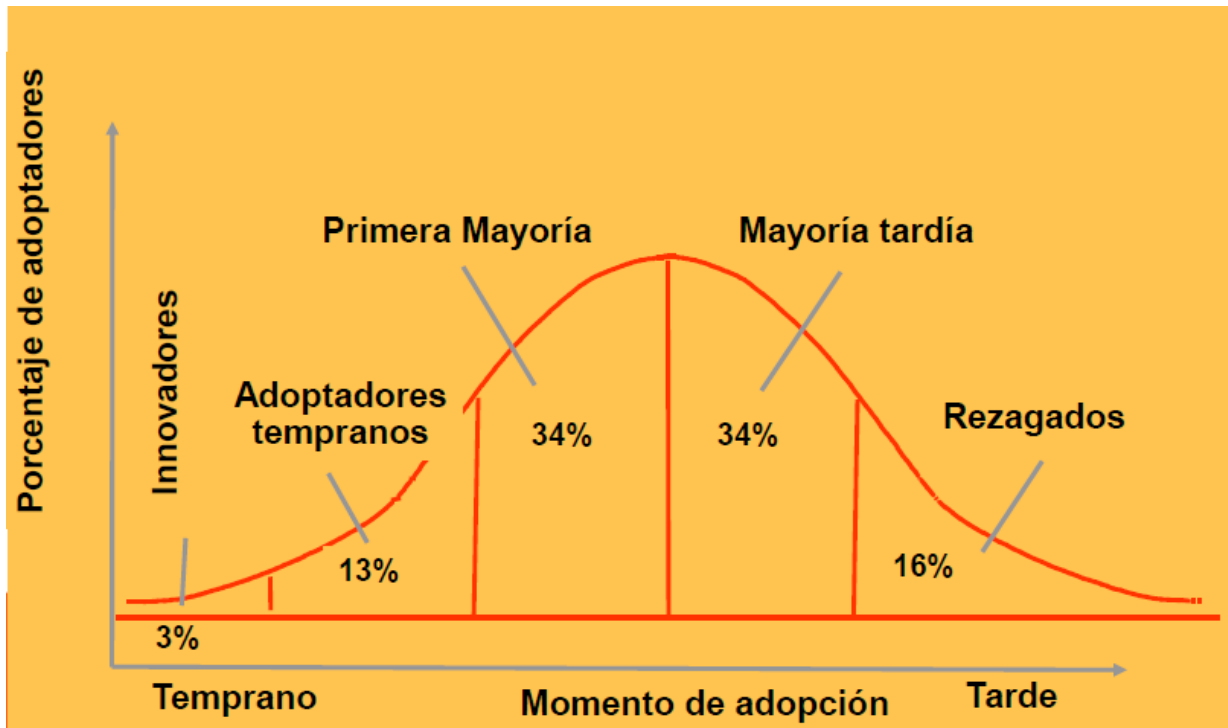 Porcentaje de adoptadores
Innovadores
Adoptadores
tempranos
Primera Mayoría
Mayoría tardía
Rezagados
3%
13%
34%
34%
16%
Temprano
Momento de adopción
Tarde